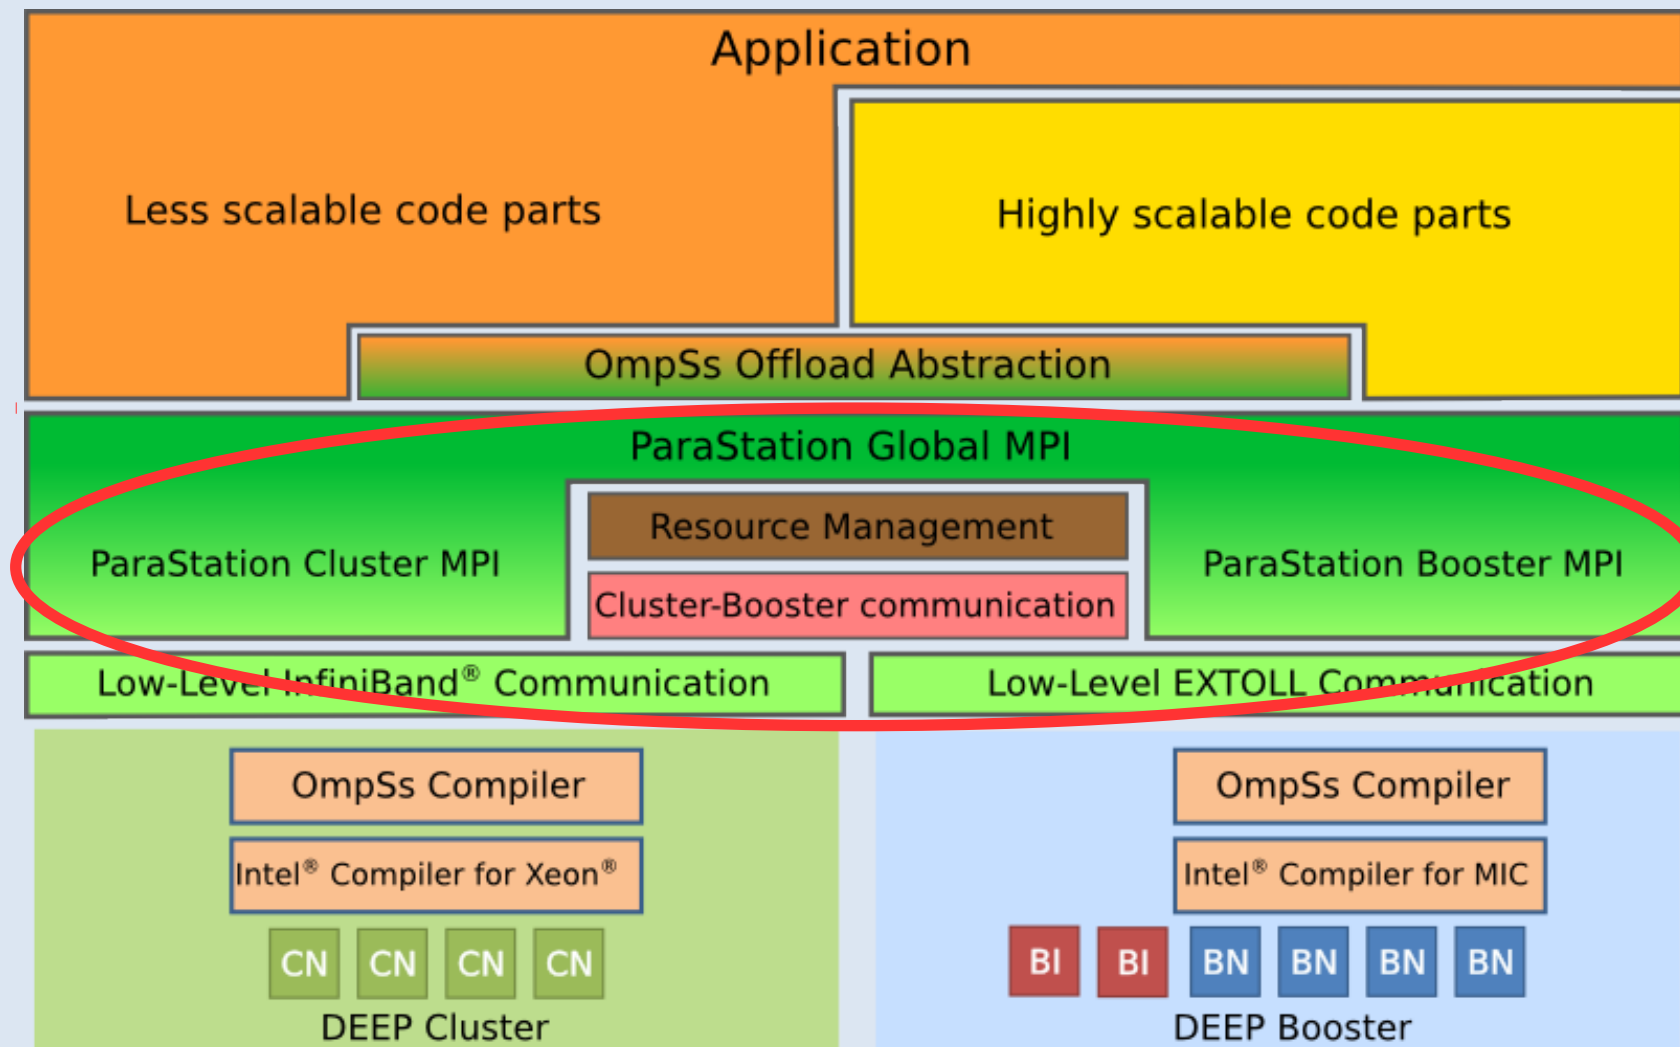 Application
Less scalable code parts
Highly scalable code parts
OmpSs Offload Abstraction
ParaStation Global MPI
Resource Management
ParaStation Cluster MPI
ParaStation Booster MPI
Cluster-Booster communication
Low-Level InfiniBand® Communication
Low-Level EXTOLL Communication
OmpSs Compiler
OmpSs Compiler
Intel® Compiler for Xeon®
Intel® Compiler for MIC
CN CN CN CN
BI BI BN BN BN BN
DEEP Cluster
DEEP Booster